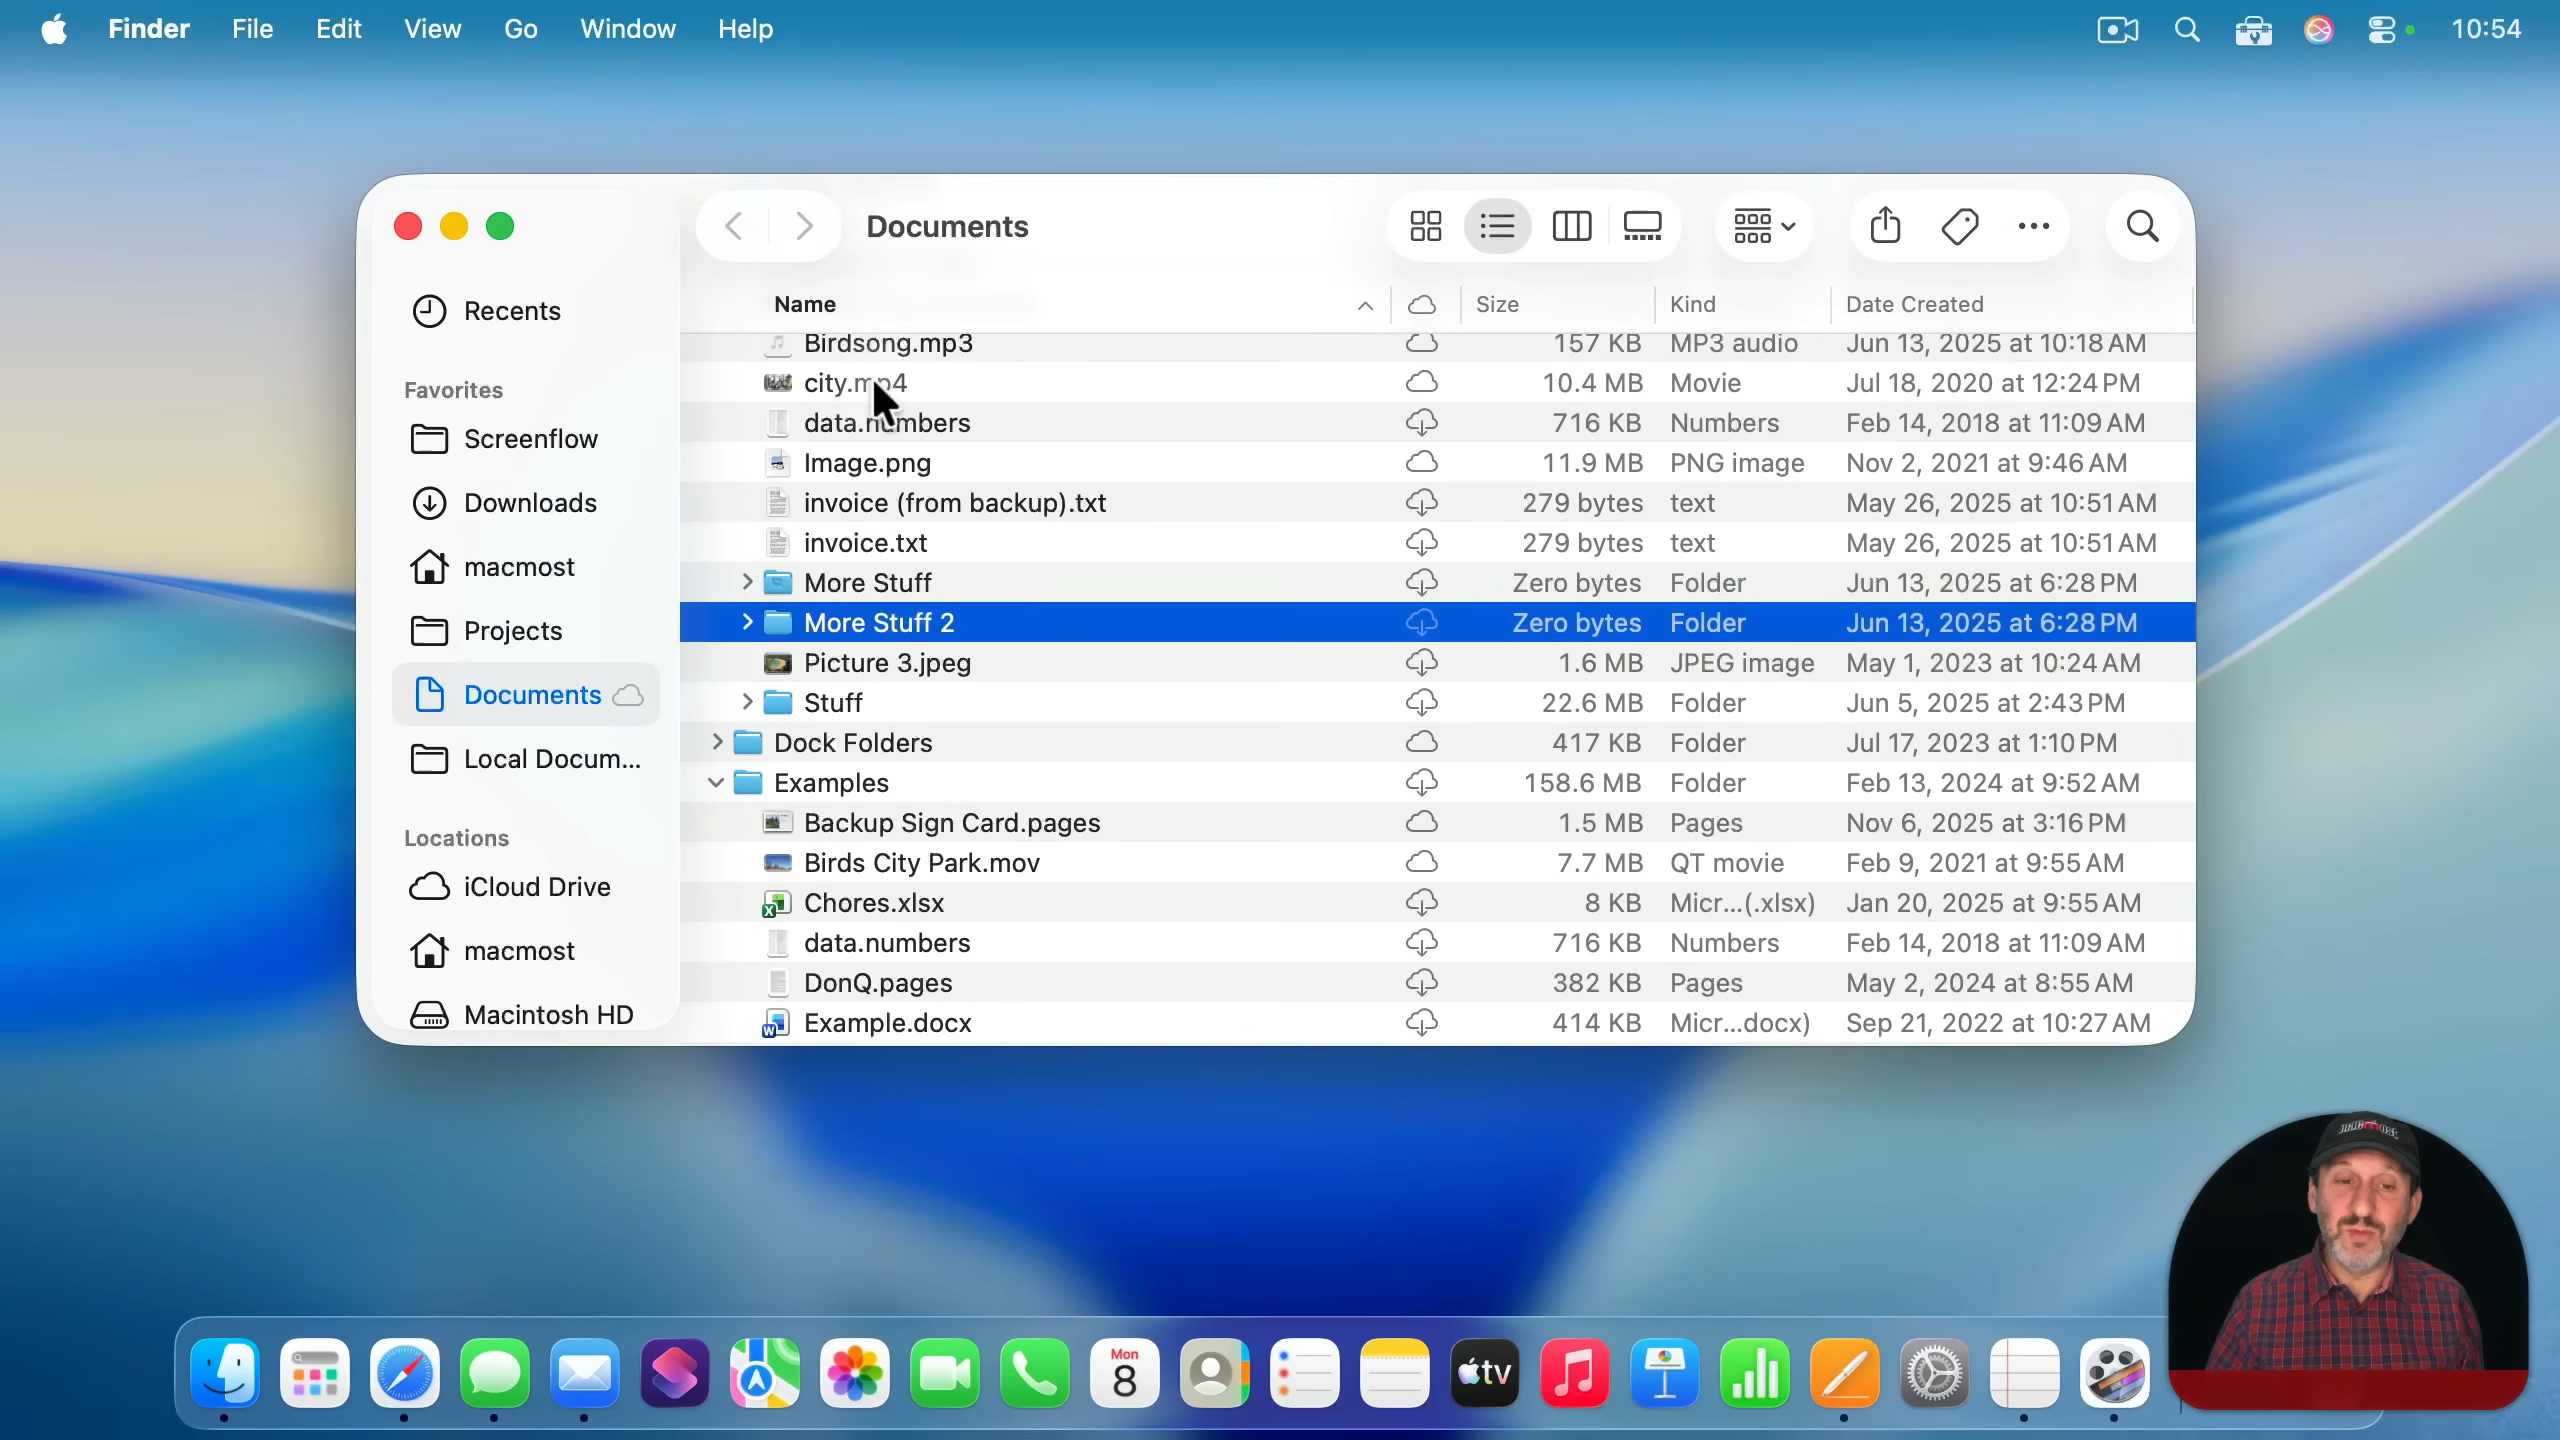 Finder File Edit View Go Window Help 10:54
Documents
Recents
Favorites
Screenflow
Downloads
macmost
Projects
Documents
Local Docum...
Locations
iCloud Drive
macmost
Macintosh HD
Name Size Kind Date Created
Birdsong.mp3 157 KB MP3 audio Jun 13, 2025 at 10:18 AM
city.mp4 10.4 MB Movie Jul 18, 2020 at 12:24 PM
data.numbers 716 KB Numbers Feb 14, 2018 at 11:09 AM
Image.png 11.9 MB PNG image Nov 2, 2021 at 9:46 AM
invoice (from backup).txt 279 bytes text May 26, 2025 at 10:51 AM
invoice.txt 279 bytes text May 26, 2025 at 10:51 AM
More Stuff Zero bytes Folder Jun 13, 2025 at 6:28 PM
More Stuff 2 Zero bytes Folder Jun 13, 2025 at 6:28 PM
Picture 3.jpeg 1.6 MB JPEG image May 1, 2023 at 10:24 AM
Stuff 22.6 MB Folder Jun 5, 2025 at 2:43 PM
Dock Folders 417 KB Folder Jul 17, 2023 at 1:10 PM
Examples 158.6 MB Folder Feb 13, 2024 at 9:52 AM
Backup Sign Card.pages 1.5 MB Pages Nov 6, 2025 at 3:16 PM
Birds City Park.mov 7.7 MB QT movie Feb 9, 2021 at 9:55 AM
Chores.xlsx 8 KB Micr...(.xlsx) Jan 20, 2025 at 9:55 AM
data.numbers 716 KB Numbers Feb 14, 2018 at 11:09 AM
DonQ.pages 382 KB Pages May 2, 2024 at 8:55 AM
Example.docx 414 KB Micr...docx) Sep 21, 2022 at 10:27 AM
macmost
Mon
8
tv